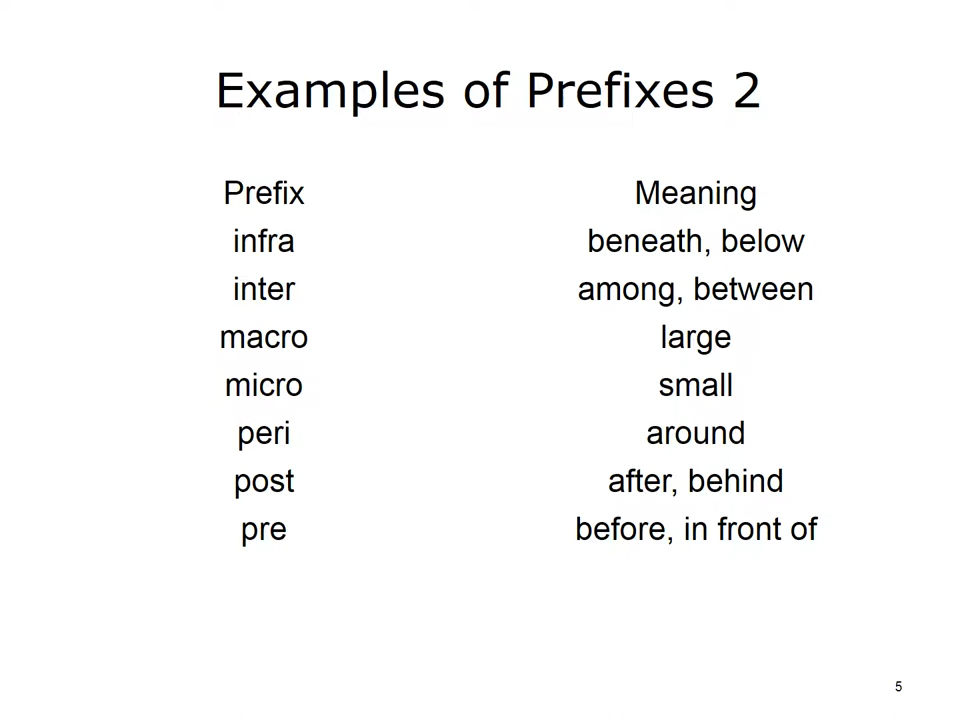 Examples of Prefixes 2
Prefix Meaning
infra beneath, below
inter among, between
macro large
micro small
peri around
post after, behind
pre before, in front of
5